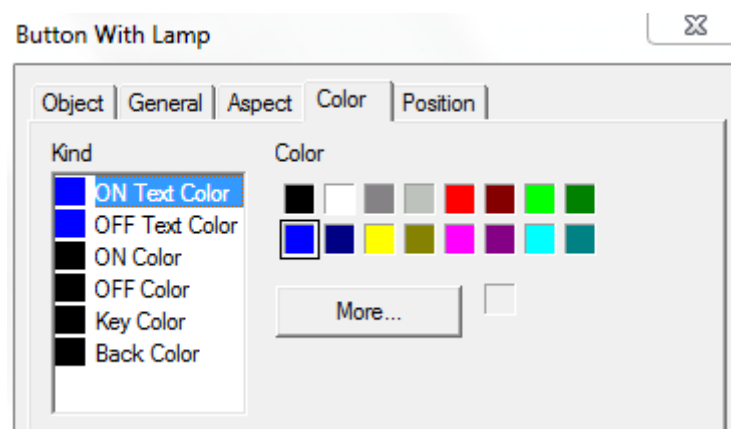 Button With Lamp
Object General Aspect Color Position
Kind
Color
ON Text Color
OFF Text Color
ON Color
OFF Color
Key Color
Back Color
More...